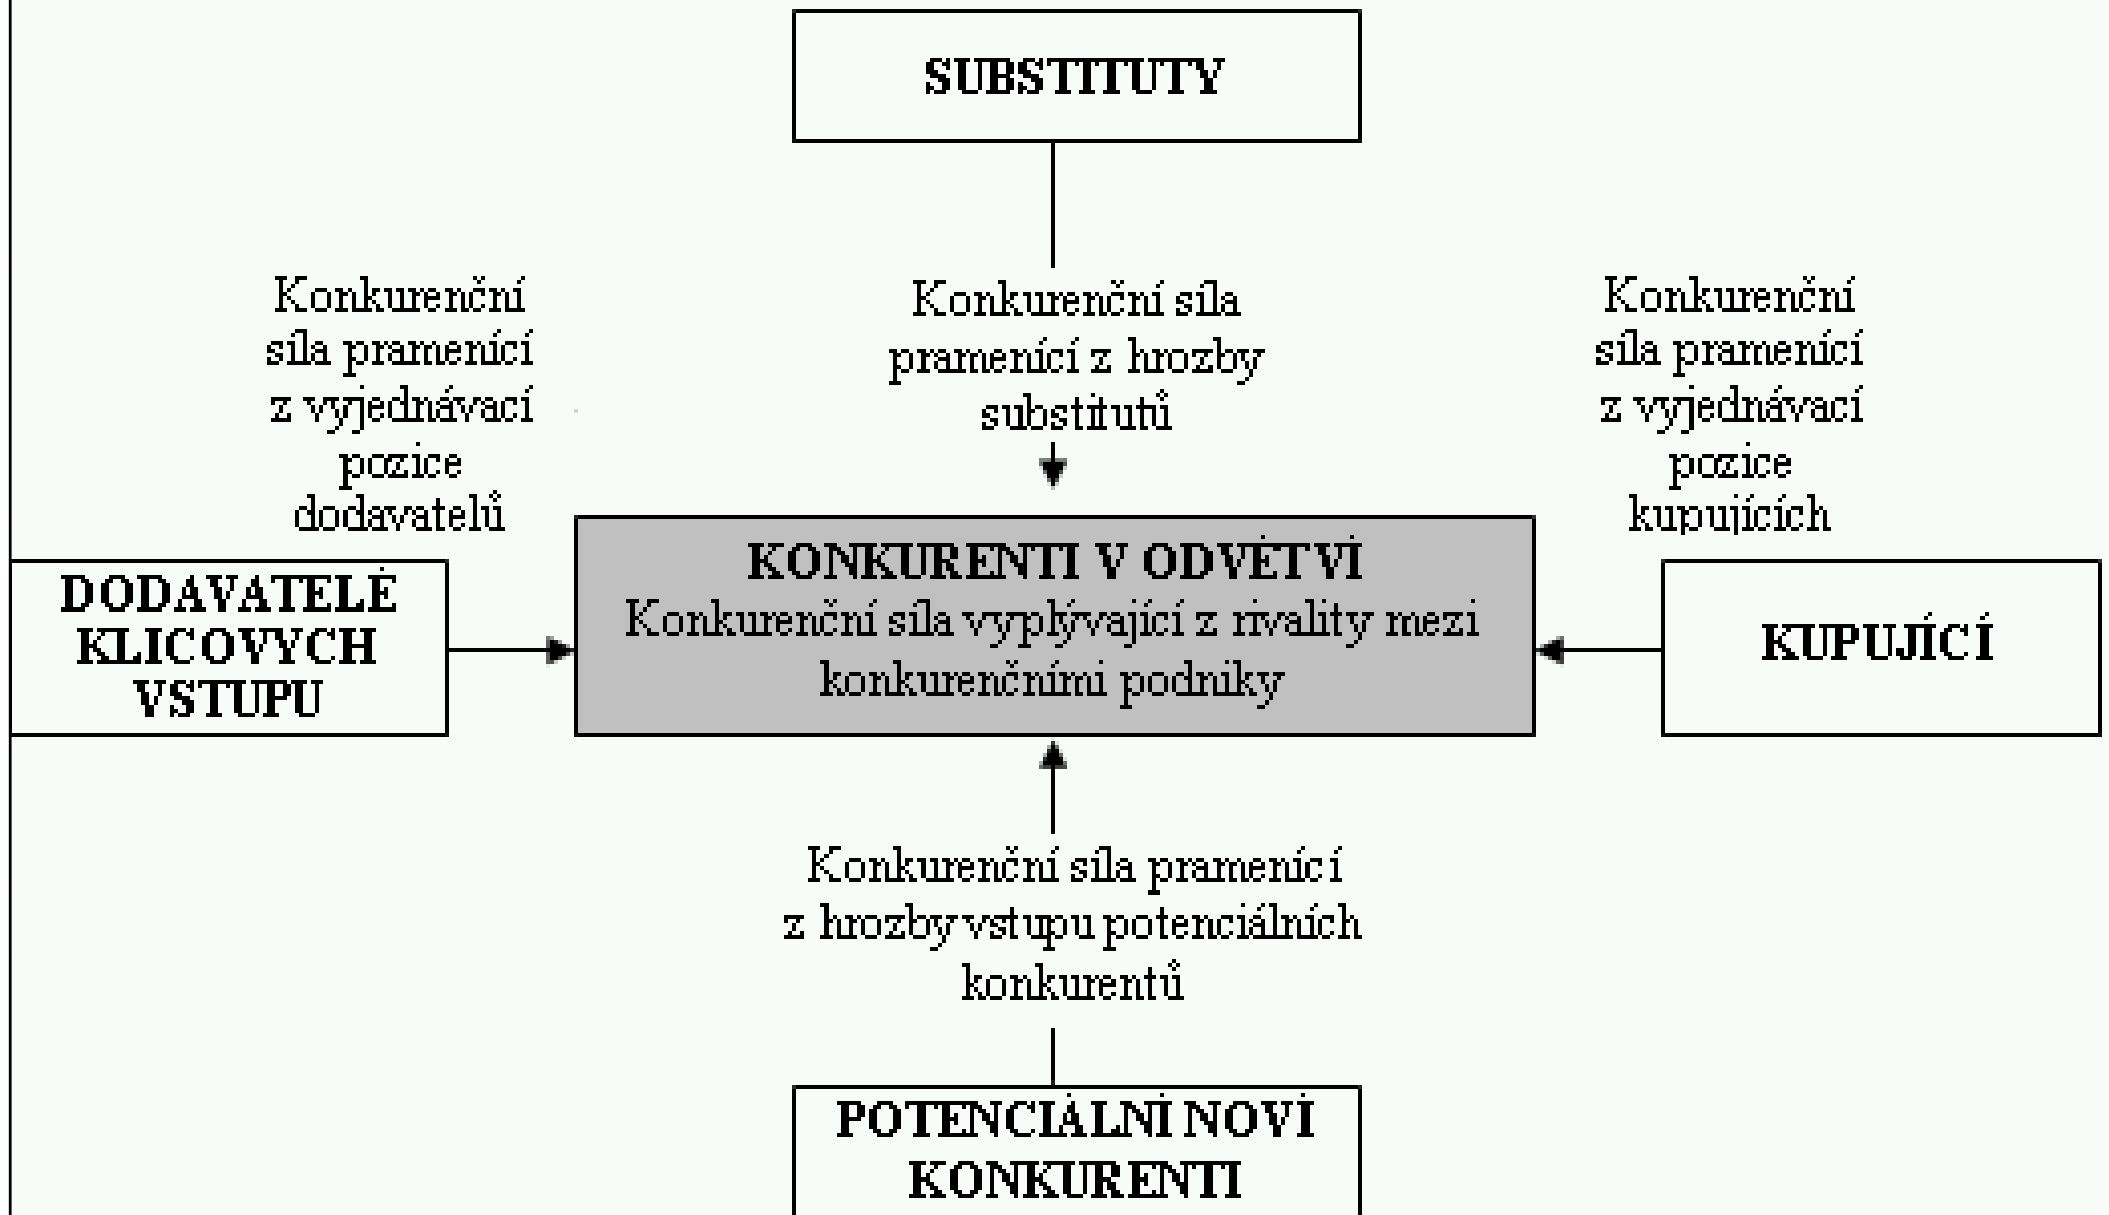 SUBSTITUTY
Konkurenční
síla pramenící
z vyjednávací
pozice
dodavatelů
Konkurenční síla
pramenící z hrozby
substitutů
Konkurenční
síla pramenící
z vyjednávací
pozice
kupujících
DODAVATELÉ
KLICOVYCH
VSTUPU
KONKURENTI V ODVĚTVÍ
Konkurenční síla vyplývající z rivality mezi
konkurenčními podniky
KUPUJÍCÍ
Konkurenční síla pramenící
z hrozby vstupu potenciálních
konkurentů
POTENCIÁLNÍ NOVÍ
KONKURENTI